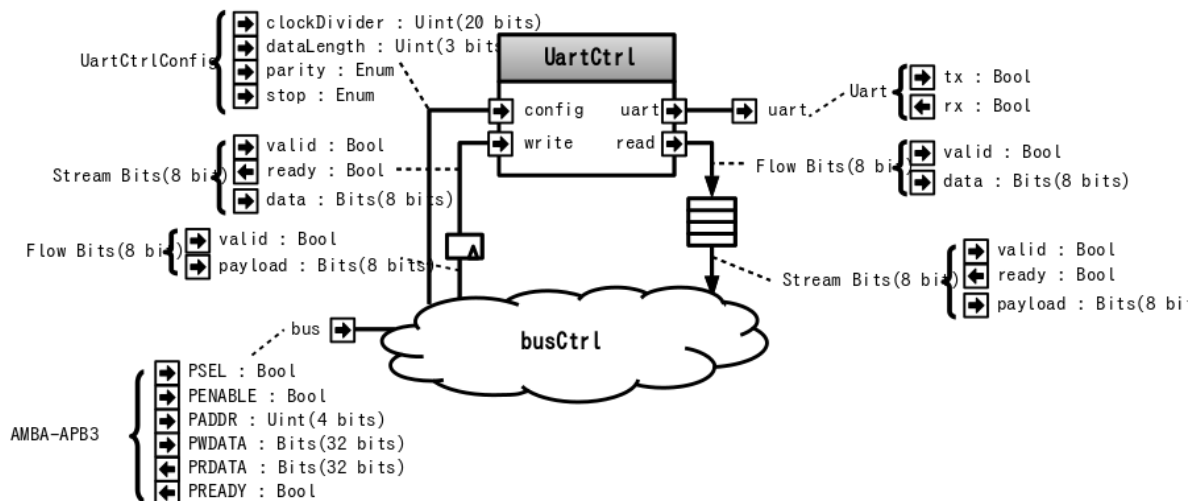 clockDivider : Uint(20 bits)
dataLength : Uint(3 bits
UartCtrlConfig
parity : Enum
stop : Enum
UartCtrl
config
uart
write
read
uart
Uart
tx : Bool
rx : Bool
Stream Bits(8 bit)
valid : Bool
ready : Bool
data : Bits(8 bits)
Flow Bits(8 bit)
valid : Bool
data : Bits(8 bits)
Flow Bits(8 bit)
valid : Bool
payload : Bits(8 bits)
Stream Bits(8 bit)
valid : Bool
ready : Bool
payload : Bits(8 bit
bus
busCtrl
AMBA-APB3
PSEL : Bool
PENABLE : Bool
PADDR : Uint(4 bits)
PWDATA : Bits(32 bits)
PRDATA : Bits(32 bits)
PREADY : Bool